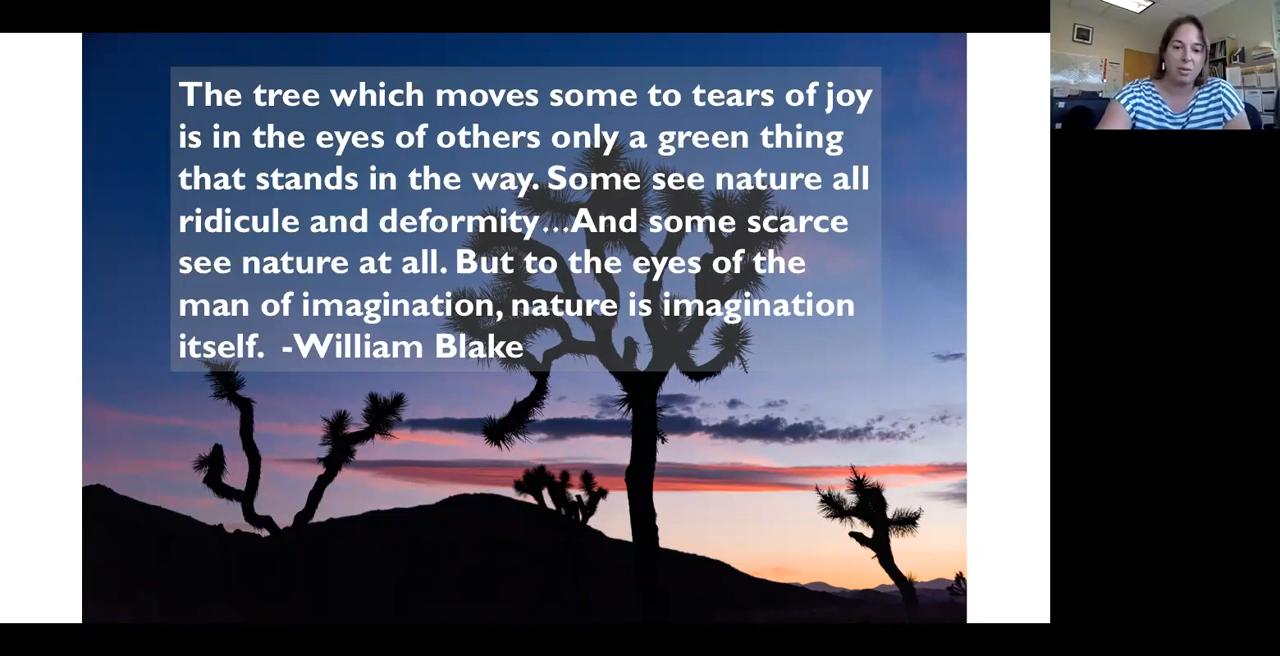 The tree which moves some to tears of joy
is in the eyes of others only a green thing
that stands in the way. Some see nature all
ridicule and deformity...And some scarce
see nature at all. But to the eyes of the
man of imagination, nature is imagination
itself.  -William Blake